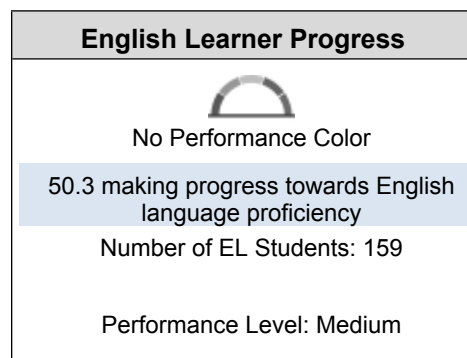 English Learner Progress
No Performance Color
50.3 making progress towards English
language proficiency
Number of EL Students: 159
Performance Level: Medium